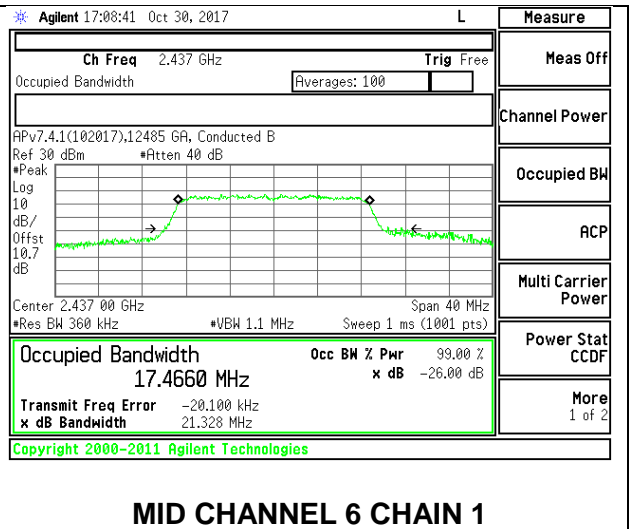 Agilent 17:08:41 Oct 30, 2017 L Measure
Ch Freq 2.437 GHz Trig Free
Occupied Bandwidth Averages: 100
APv7.4.1(102017),12485 GA, Conducted B
Ref 30 dBm #Atten 40 dB
#Peak
Log
10
dB/
Offst
10.7
dB
Center 2.437 00 GHz Span 40 MHz
#Res BW 360 kHz #VBW 1.1 MHz Sweep 1 ms (1001 pts)
Occupied Bandwidth Occ BW % Pwr 99.00 %
17.4660 MHz x dB -26.00 dB
Transmit Freq Error -20.100 kHz
x dB Bandwidth 21.328 MHz
Copyright 2000-2011 Agilent Technologies
Meas Off
Channel Power
Occupied BW
ACP
Multi Carrier
Power
Power Stat
CCDF
More
1 of 2
MID CHANNEL 6 CHAIN 1